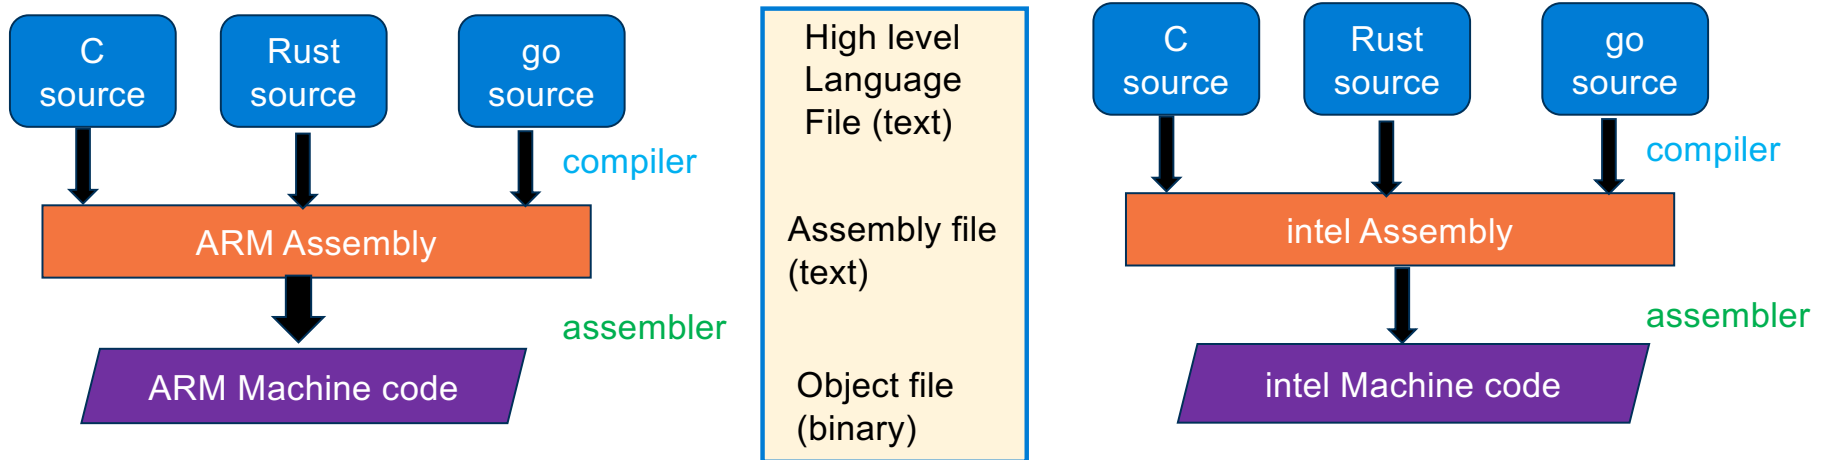 C
source
Rust
source
go
source
compiler
ARM Assembly
assembler
ARM Machine code
High level
Language
File (text)
Assembly file
(text)
Object file
(binary)
C
source
Rust
source
go
source
compiler
intel Assembly
assembler
intel Machine code